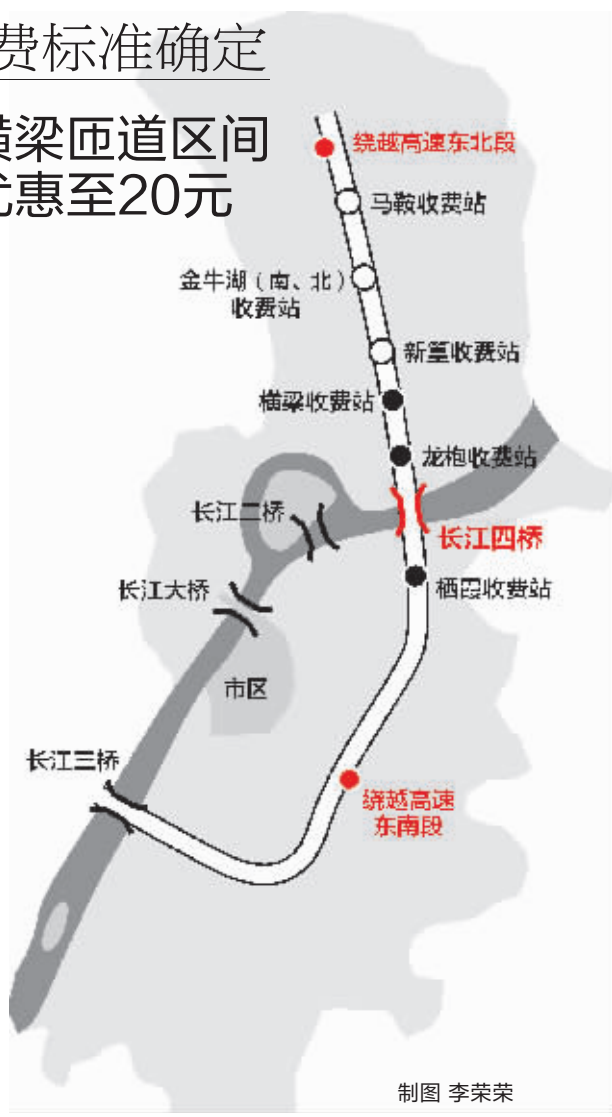 费标准确定
横梁匝道区间
优惠至20元
绕越高速东北段
马鞍收费站
金牛湖（南、北）
收费站
新篁收费站
横梁收费站
龙袍收费站
长江二桥
长江四桥
长江大桥
栖霞收费站
市区
长江三桥
绕越高速
东南段
制图 李荣荣